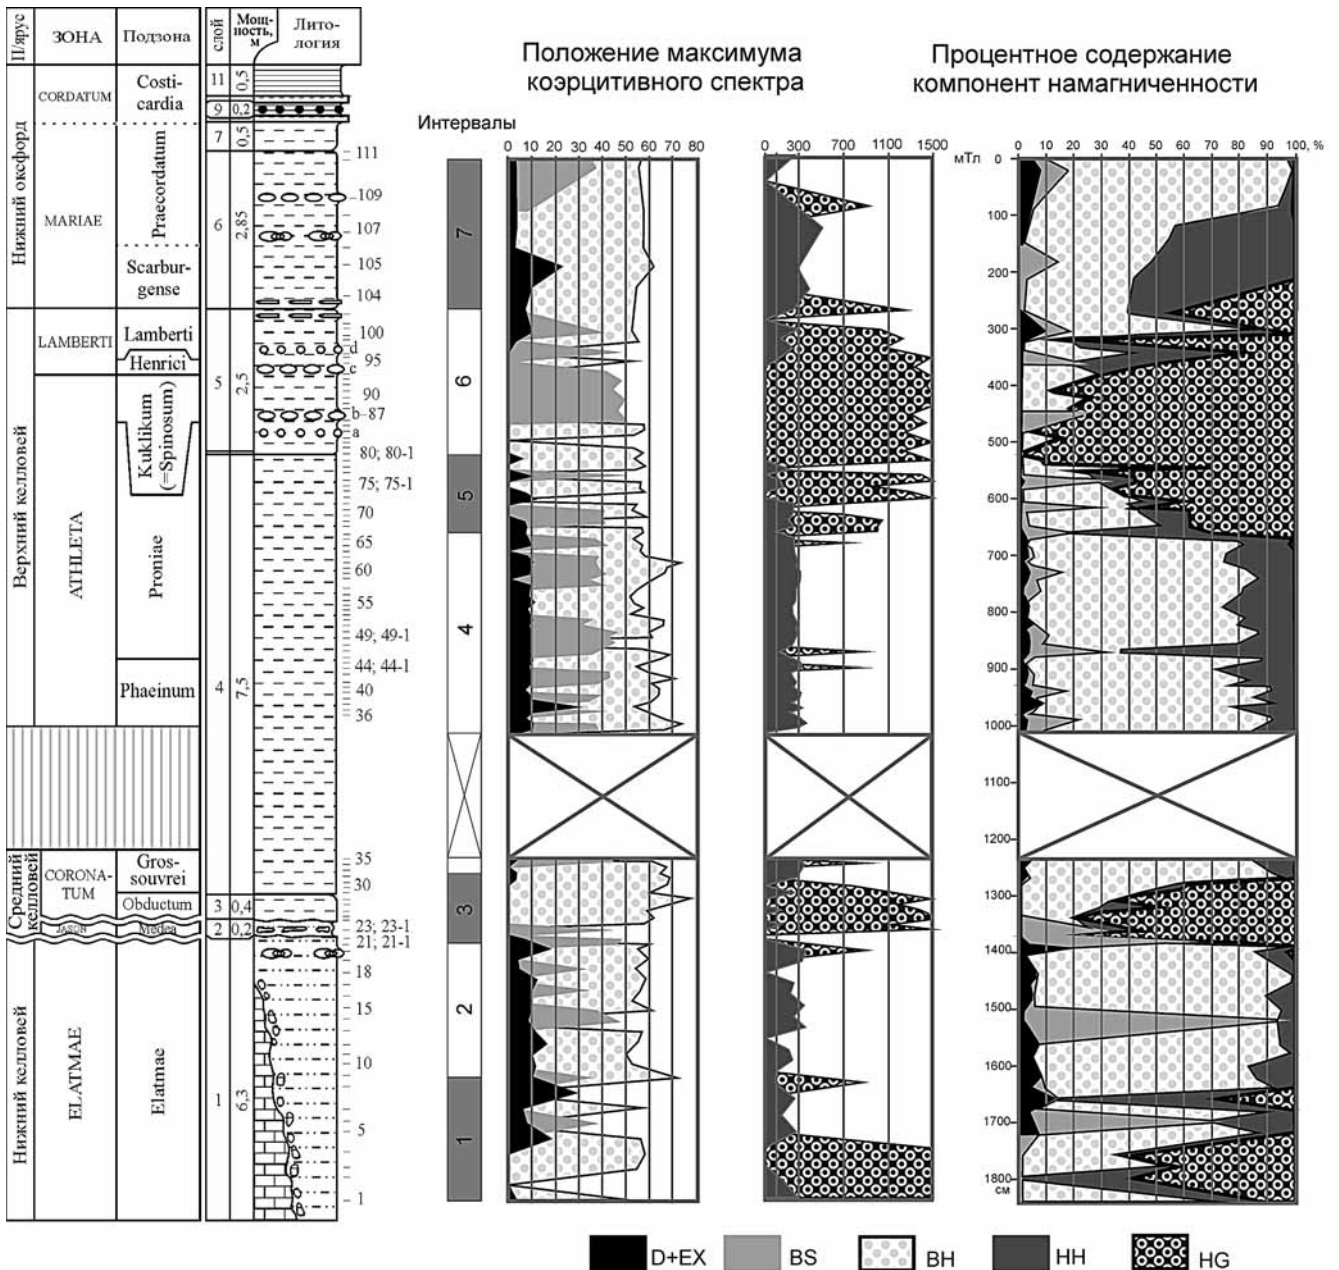 Положение максимума
коэрцитивного спектра
Процентное содержание
компонент намагниченности
П/ярус
ЗОНА
Подзона
слой
Мощ-
ность,
м
Лито-
логия
Интервалы
0 10 20 30 40 50 60 70 80
0 300 700 1100 1500
мТл
0 10 20 30 40 50 60 70 80 90 100, %
Нижний оксфорд
CORDATUM
Costi-
cardia
MARIAE
Praecordatum
Scarbur-
gense
Верхний келловей
LAMBERTI
Lamberti
Henrici
ATHLETA
Kuklikum
(=Spinosum)
Proniae
Phaeinum
Средний
келловей
CORONA-
TUM
Gros-
souvrei
Obductum
JASON
Medea
Нижний келловей
ELATMAE
Elatmae
11 0,5
9 0,2
7 0,5
6 2,85
5 2,5
4 7,5
3 0,4
2 0,2
1 6,3
111
109
107
105
104
100
d
95
c
90
b–87
a
80; 80-1
75; 75-1
70
65
60
55
49; 49-1
44; 44-1
40
36
35
30
23; 23-1
21; 21-1
18
15
10
5
1
7
6
5
4
3
2
1
0
100
200
300
400
500
600
700
800
900
1000
1100
1200
1300
1400
1500
1600
1700
1800
см
D+EX
BS
BH
HH
HG